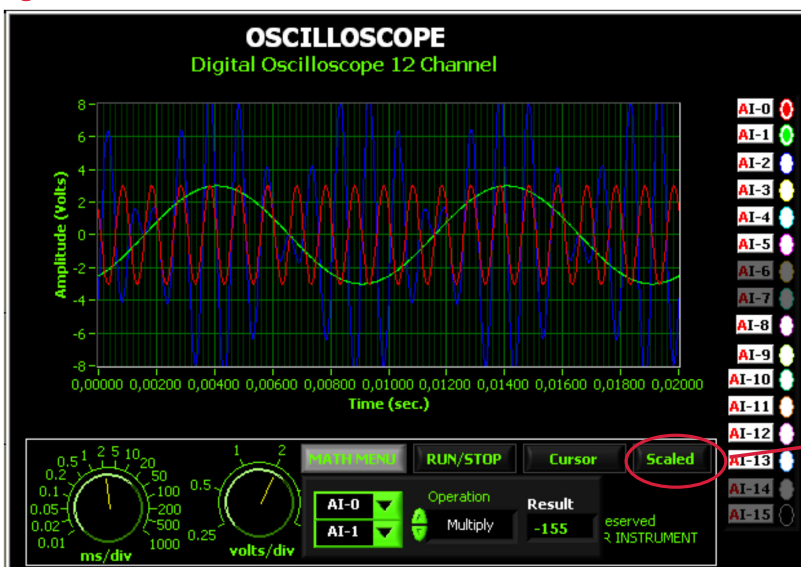 OSCILLOSCOPE
Digital Oscilloscope 12 Channel
Amplitude (Volts)
8
6
4
2
0
-2
-4
-6
-8
0,00000 0,00200 0,00400 0,00600 0,00800 0,01000 0,01200 0,01400 0,01600 0,01800 0,02000
Time (sec.)
AI-0
AI-1
AI-2
AI-3
AI-4
AI-5
AI-6
AI-7
AI-8
AI-9
AI-10
AI-11
AI-12
AI-13
AI-14
AI-15
0.01 0.02 0.05 0.1 0.2 0.5 1 2 5 10 20 50 100 200 500 1000
ms/div
0.25 0.5 1 2
volts/div
MATH MENU RUN/STOP Cursor Scaled
AI-0
AI-1
Operation
Multiply
Result
-155
eserved
R INSTRUMENT